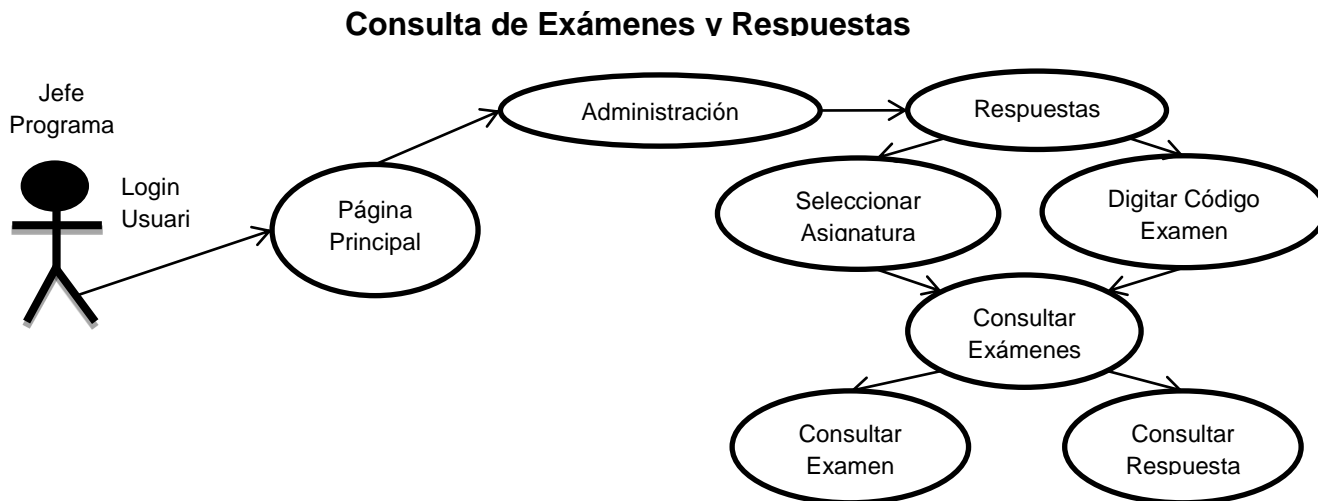 Consulta de Exámenes y Respuestas
Jefe
Programa
Login
Usuari
Página
Principal
Administración
Respuestas
Seleccionar
Asignatura
Digitar Código
Examen
Consultar
Exámenes
Consultar
Examen
Consultar
Respuesta